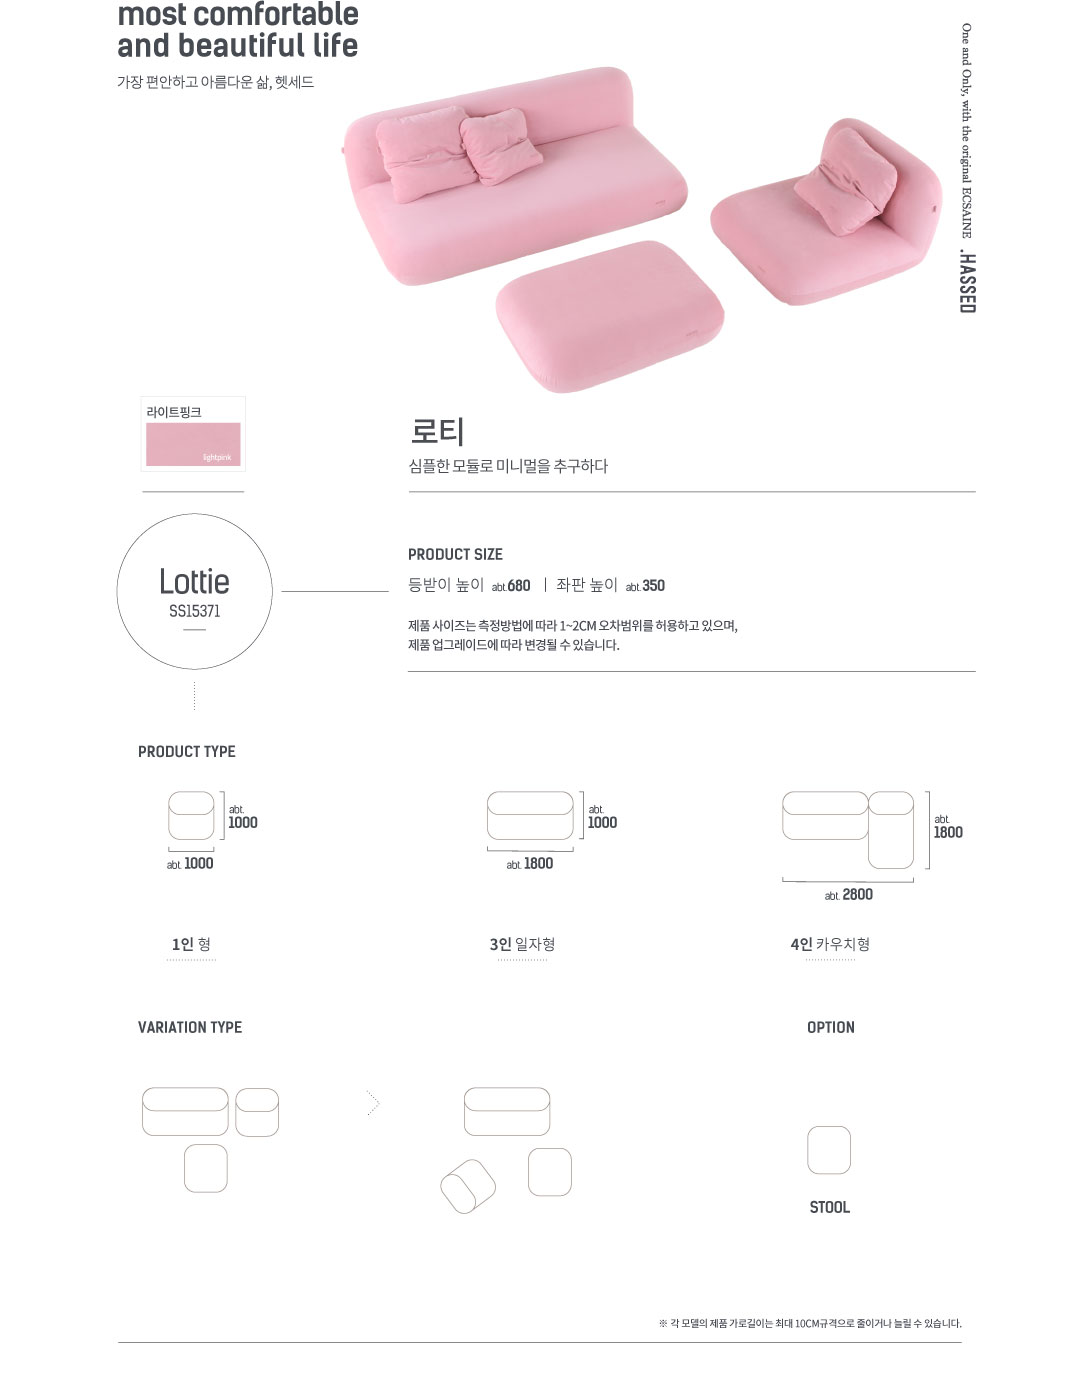 most comfortable
and beautiful life
가장 편안하고 아름다운 삶, 헷세드
One and Only, with the original ECSAINE .HASSED
라이트핑크
lightpink
로티
심플한 모듈로 미니멀을 추구하다
Lottie
SS15371
PRODUCT SIZE
등받이 높이 abt.680 | 좌판 높이 abt.350
제품 사이즈는 측정방법에 따라 1~2CM 오차범위를 허용하고 있으며,
제품 업그레이드에 따라 변경될 수 있습니다.
PRODUCT TYPE
abt.
1000
abt. 1000
1인 형
abt.
1000
abt. 1800
3인 일자형
abt.
1800
abt. 2800
4인 카우치형
VARIATION TYPE
OPTION
STOOL
※ 각 모델의 제품 가로길이는 최대 10CM규격으로 줄이거나 늘릴 수 있습니다.